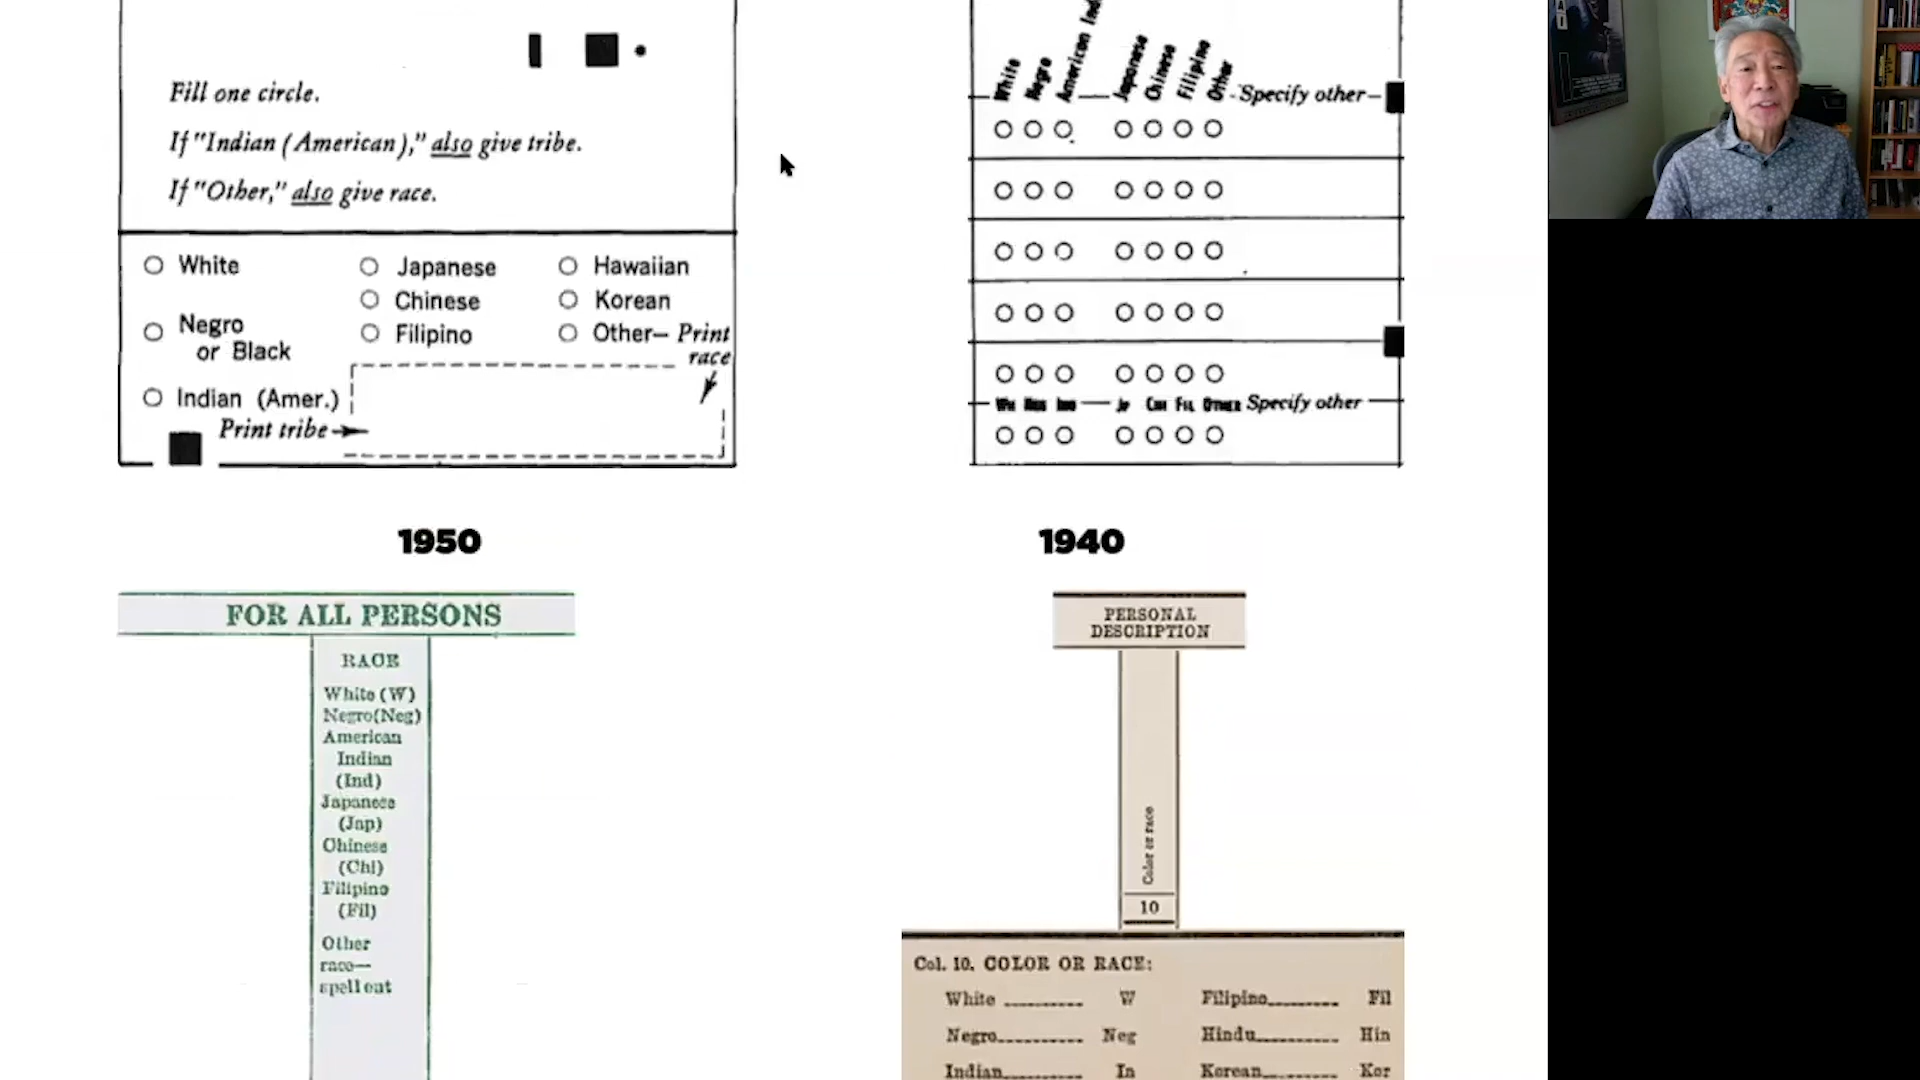 Fill one circle.
If "Indian (American)," also give tribe.
If "Other," also give race.
White
Negro
or Black
Indian (Amer.)
Print tribe
Japanese
Chinese
Filipino
Hawaiian
Korean
Other— Print
race
White
Negro
American Ind
Japanese
Chinese
Filipino
Other
Specify other
Specify other
1950
FOR ALL PERSONS
RACE
White (W)
Negro (Neg)
American
Indian
(Ind)
Japanese
(Jap)
Chinese
(Chi)
Filipino
(Fil)
Other
race—
spell out
1940
PERSONAL
DESCRIPTION
Color or race
10
Col. 10. COLOR OR RACE:
White W Filipino Fil
Negro Neg Hindu Hin
Indian In Korean Kor